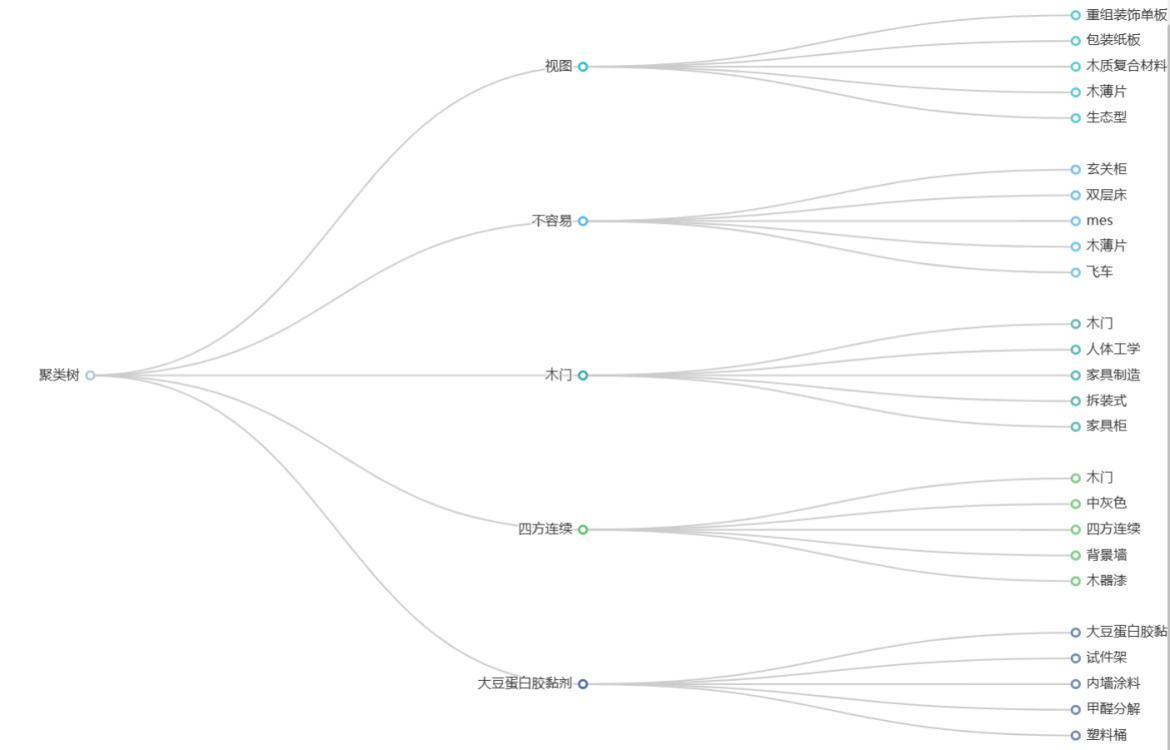 重组装饰单板
包装纸板
视图
木质复合材料
木薄片
生态型
玄关柜
双层床
不容易
mes
木薄片
飞车
木门
人体工学
聚类树
木门
家具制造
拆装式
家具柜
木门
中灰色
四方连续
四方连续
背景墙
木器漆
大豆蛋白胶黏
试件架
大豆蛋白胶黏剂
内墙涂料
甲醛分解
塑料桶